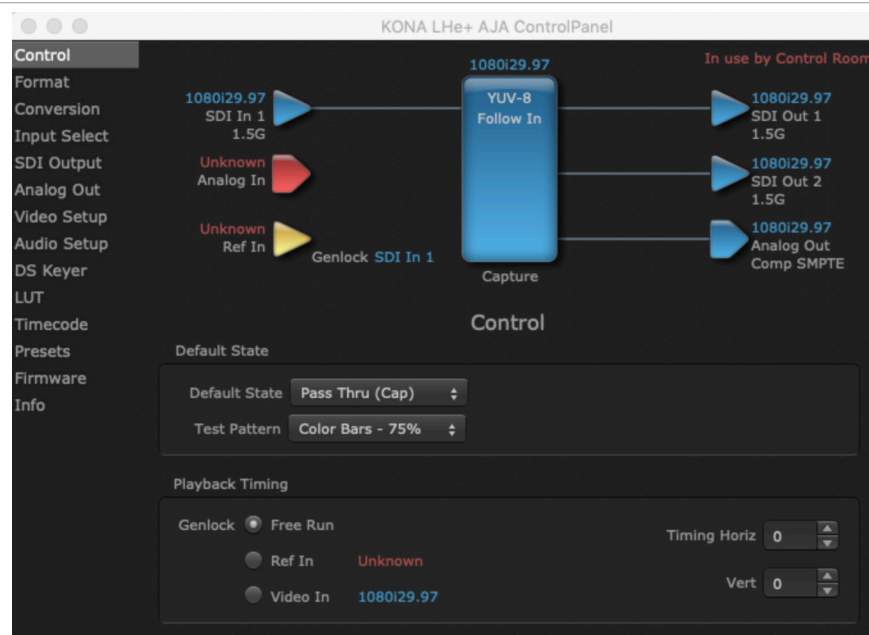 KONA LHe+ AJA ControlPanel
Control
Format
Conversion
Input Select
SDI Output
Analog Out
Video Setup
Audio Setup
DS Keyer
LUT
Timecode
Presets
Firmware
Info
In use by Control Room
1080i29.97
YUV-8
Follow In
Capture
1080i29.97
SDI In 1
1.5G
Unknown
Analog In
Unknown
Ref In
Genlock SDI In 1
1080i29.97
SDI Out 1
1.5G
1080i29.97
SDI Out 2
1.5G
1080i29.97
Analog Out
Comp SMPTE
Control
Default State
Default State Pass Thru (Cap)
Test Pattern Color Bars - 75%
Playback Timing
Genlock Free Run
Ref In Unknown
Video In 1080i29.97
Timing Horiz 0
Vert 0